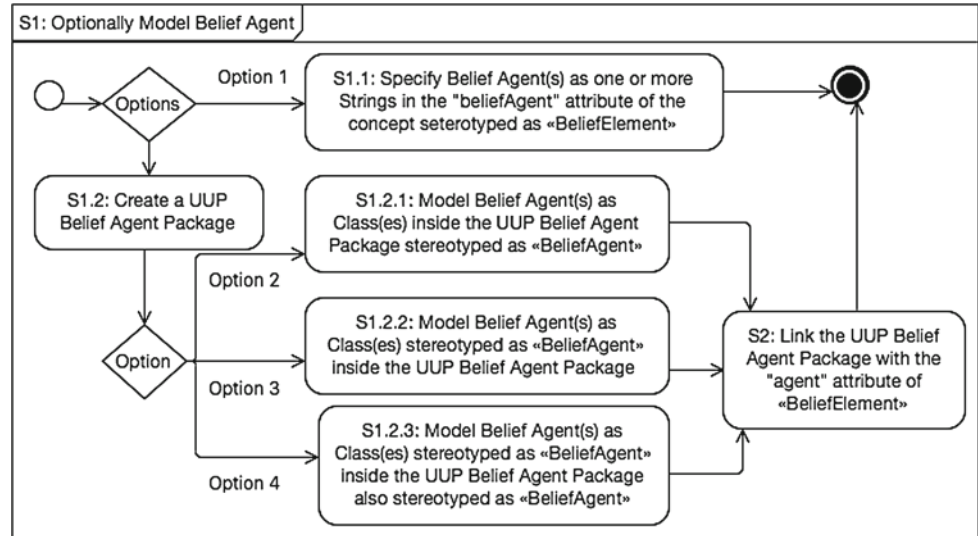 S1: Optionally Model Belief Agent
Options
Option 1
S1.1: Specify Belief Agent(s) as one or more
Strings in the "beliefAgent" attribute of the
concept seterotyped as «BeliefElement»
S1.2: Create a UUP
Belief Agent Package
S1.2.1: Model Belief Agent(s) as
Class(es) inside the UUP Belief Agent
Package stereotyped as «BeliefAgent»
Option 2
Option
S1.2.2: Model Belief Agent(s) as
Class(es) stereotyped as «BeliefAgent»
inside the UUP Belief Agent Package
Option 3
S2: Link the UUP Belief
Agent Package with the
"agent" attribute of
«BeliefElement»
S1.2.3: Model Belief Agent(s) as
Class(es) stereotyped as «BeliefAgent»
inside the UUP Belief Agent Package
also stereotyped as «BeliefAgent»
Option 4